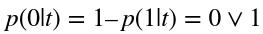 p(0|t) = 1–p(1|t) = 0 ∨ 1